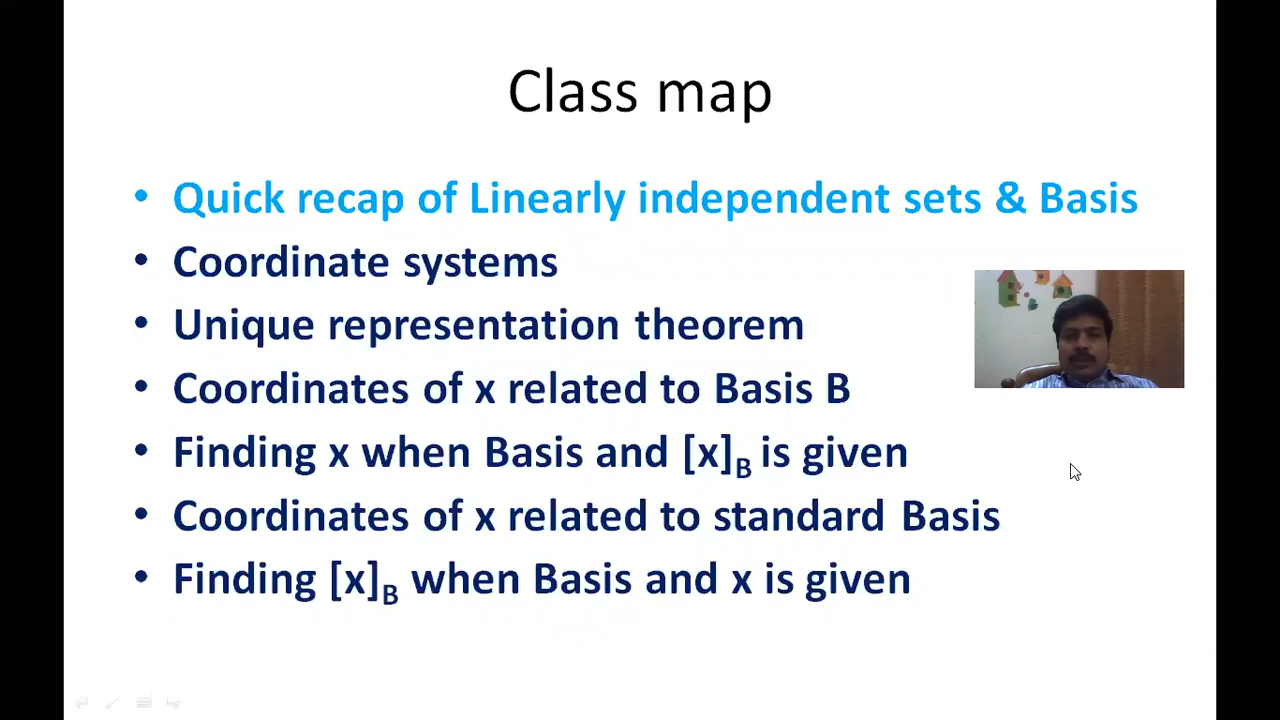 Class map
• Quick recap of Linearly independent sets & Basis
• Coordinate systems
• Unique representation theorem
• Coordinates of x related to Basis B
• Finding x when Basis and [x]B is given
• Coordinates of x related to standard Basis
• Finding [x]B when Basis and x is given